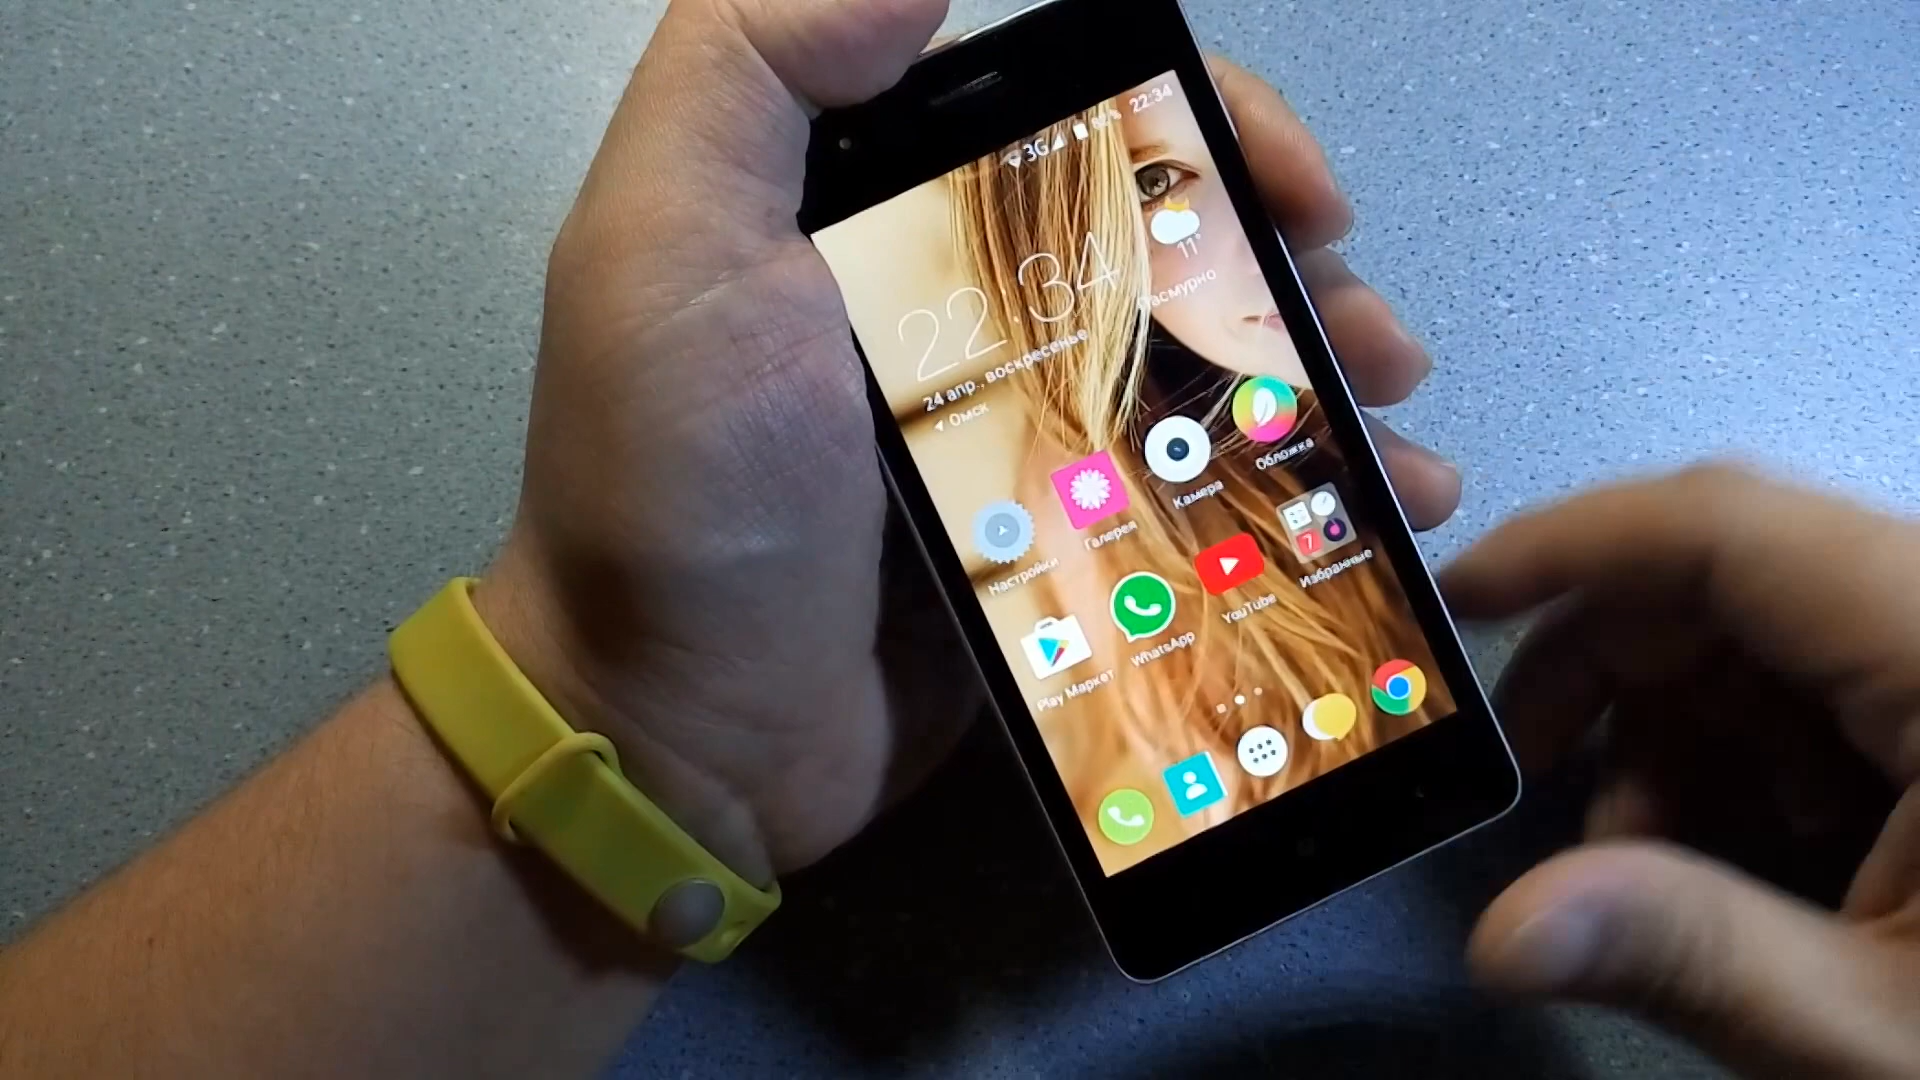 3G 22:34
22:34
24 апр., воскресенье
Омск
11°
Пасмурно
Настройки
Галерея
Камера
Обложка
Play Маркет
WhatsApp
YouTube
Избранные